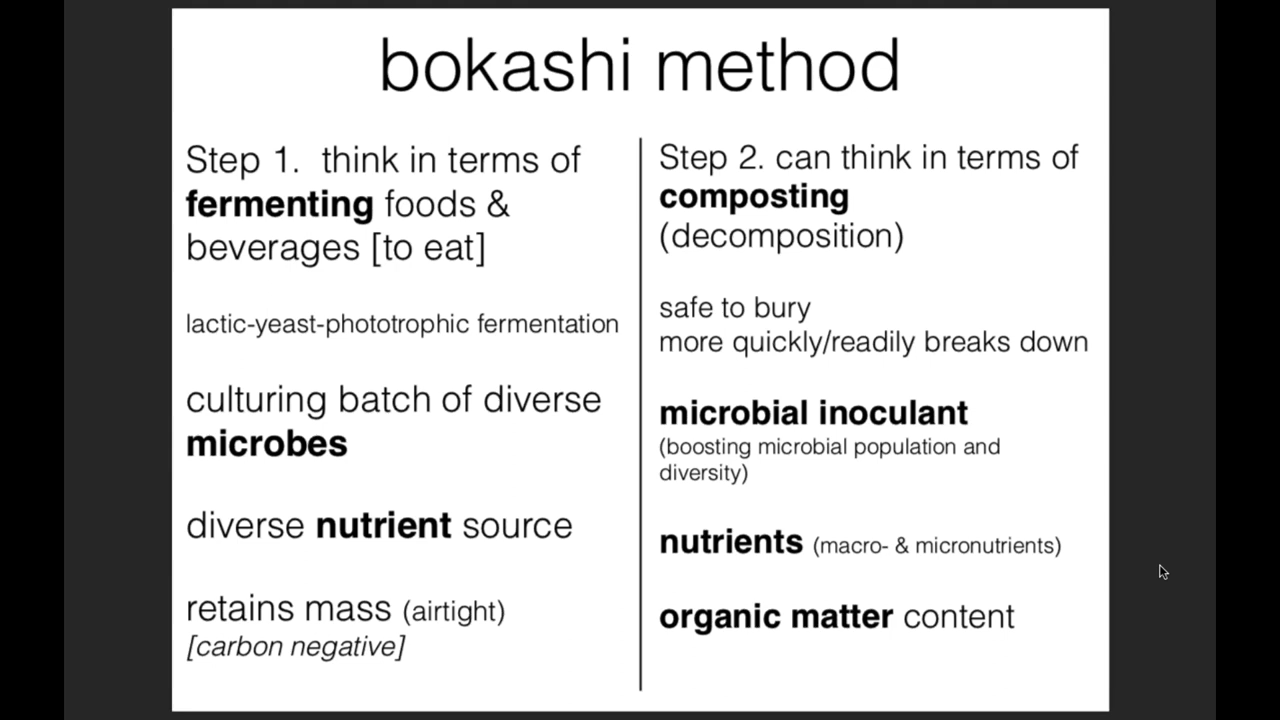 bokashi method
Step 1.  think in terms of
fermenting foods &
beverages [to eat]
lactic-yeast-phototrophic fermentation
culturing batch of diverse
microbes
diverse nutrient source
retains mass (airtight)
[carbon negative]
Step 2. can think in terms of
composting
(decomposition)
safe to bury
more quickly/readily breaks down
microbial inoculant
(boosting microbial population and
diversity)
nutrients (macro- & micronutrients)
organic matter content